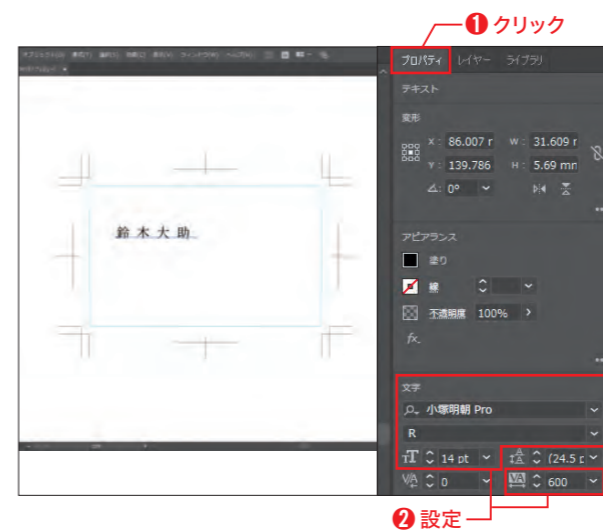 ❶ クリック
プロパティ レイヤー ライブラリ
テキスト
変形
X: 86.007 r W: 31.609 r
Y: 139.786 H: 5.69 mm
0°
鈴木大助
アピアランス
塗り
線
不透明度 100%
fx.
文字
小塚明朝 Pro
R
14 pt (24.5 p
V/A 0 VA 600
❷ 設定